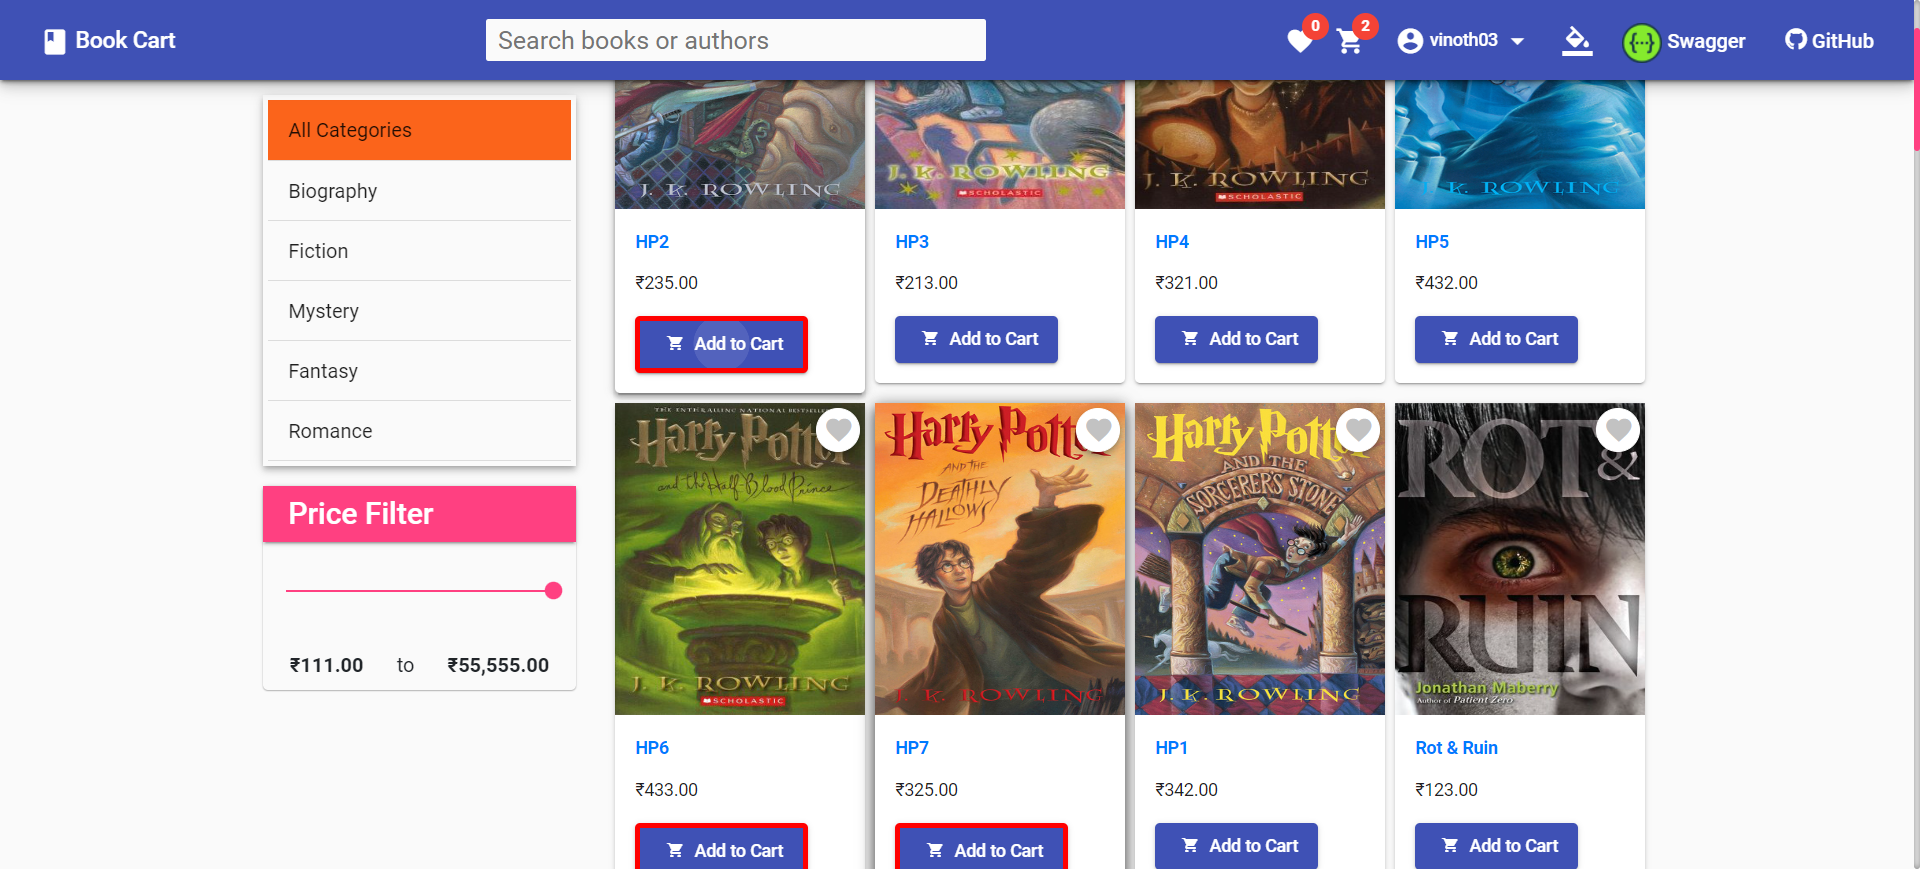 Book Cart
Search books or authors
0
2
vinoth03
Swagger
GitHub
All Categories
Biography
Fiction
Mystery
Fantasy
Romance
Price Filter
₹111.00 to ₹55,555.00
J. K. ROWLING
J. K. ROWLING
SCHOLASTIC
J. K. ROWLING
SCHOLASTIC
J. K. ROWLING
HP2
HP3
HP4
HP5
₹235.00
₹213.00
₹321.00
₹432.00
Add to Cart
Add to Cart
Add to Cart
Add to Cart
THE ENTHRALLING NATIONAL BESTSELLER
Harry Potte
and the Half-Blood Prince
J. K. ROWLING
SCHOLASTIC
Harry Potte
AND THE
DEATHLY
HALLOWS
J. K. ROWLING
Harry Potte
AND THE
SORCERER'S STONE
J. K. ROWLING
ROT
&
RUIN
Jonathan Maberry
Author of Patient Zero
HP6
HP7
HP1
Rot & Ruin
₹433.00
₹325.00
₹342.00
₹123.00
Add to Cart
Add to Cart
Add to Cart
Add to Cart